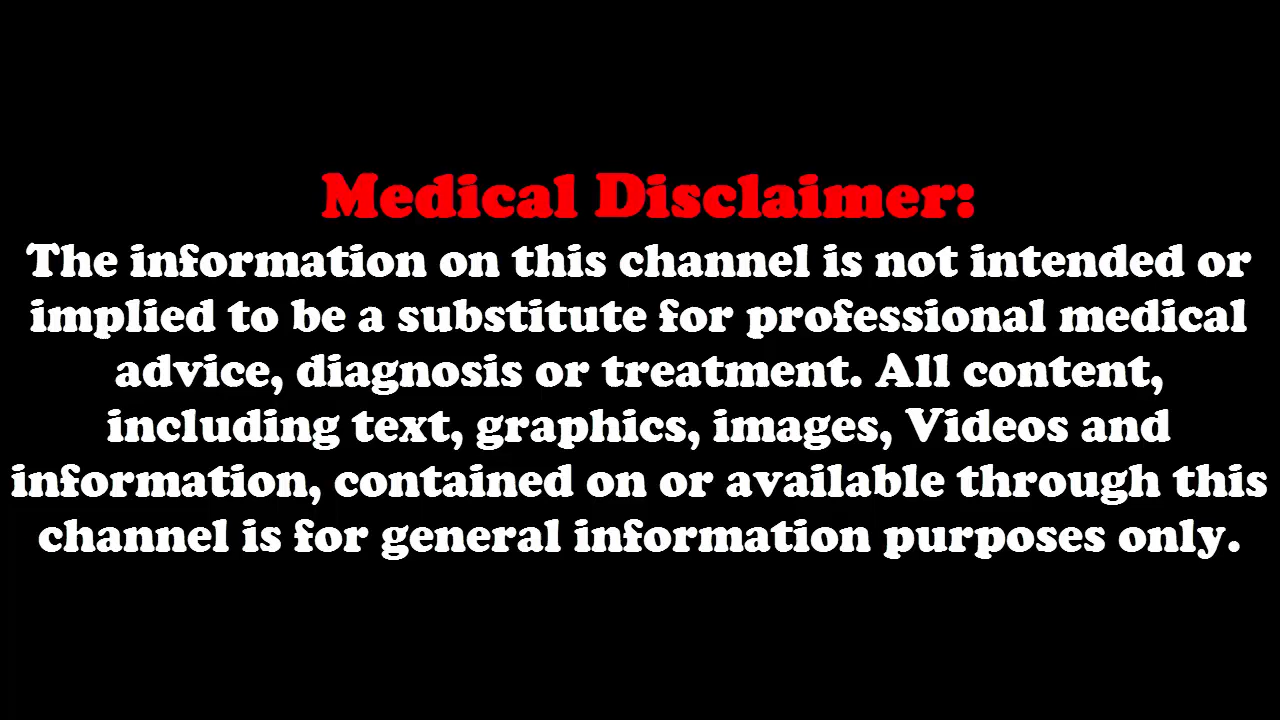 Medical Disclaimer:
The information on this channel is not intended or
implied to be a substitute for professional medical
advice, diagnosis or treatment. All content,
including text, graphics, images, Videos and
information, contained on or available through this
channel is for general information purposes only.